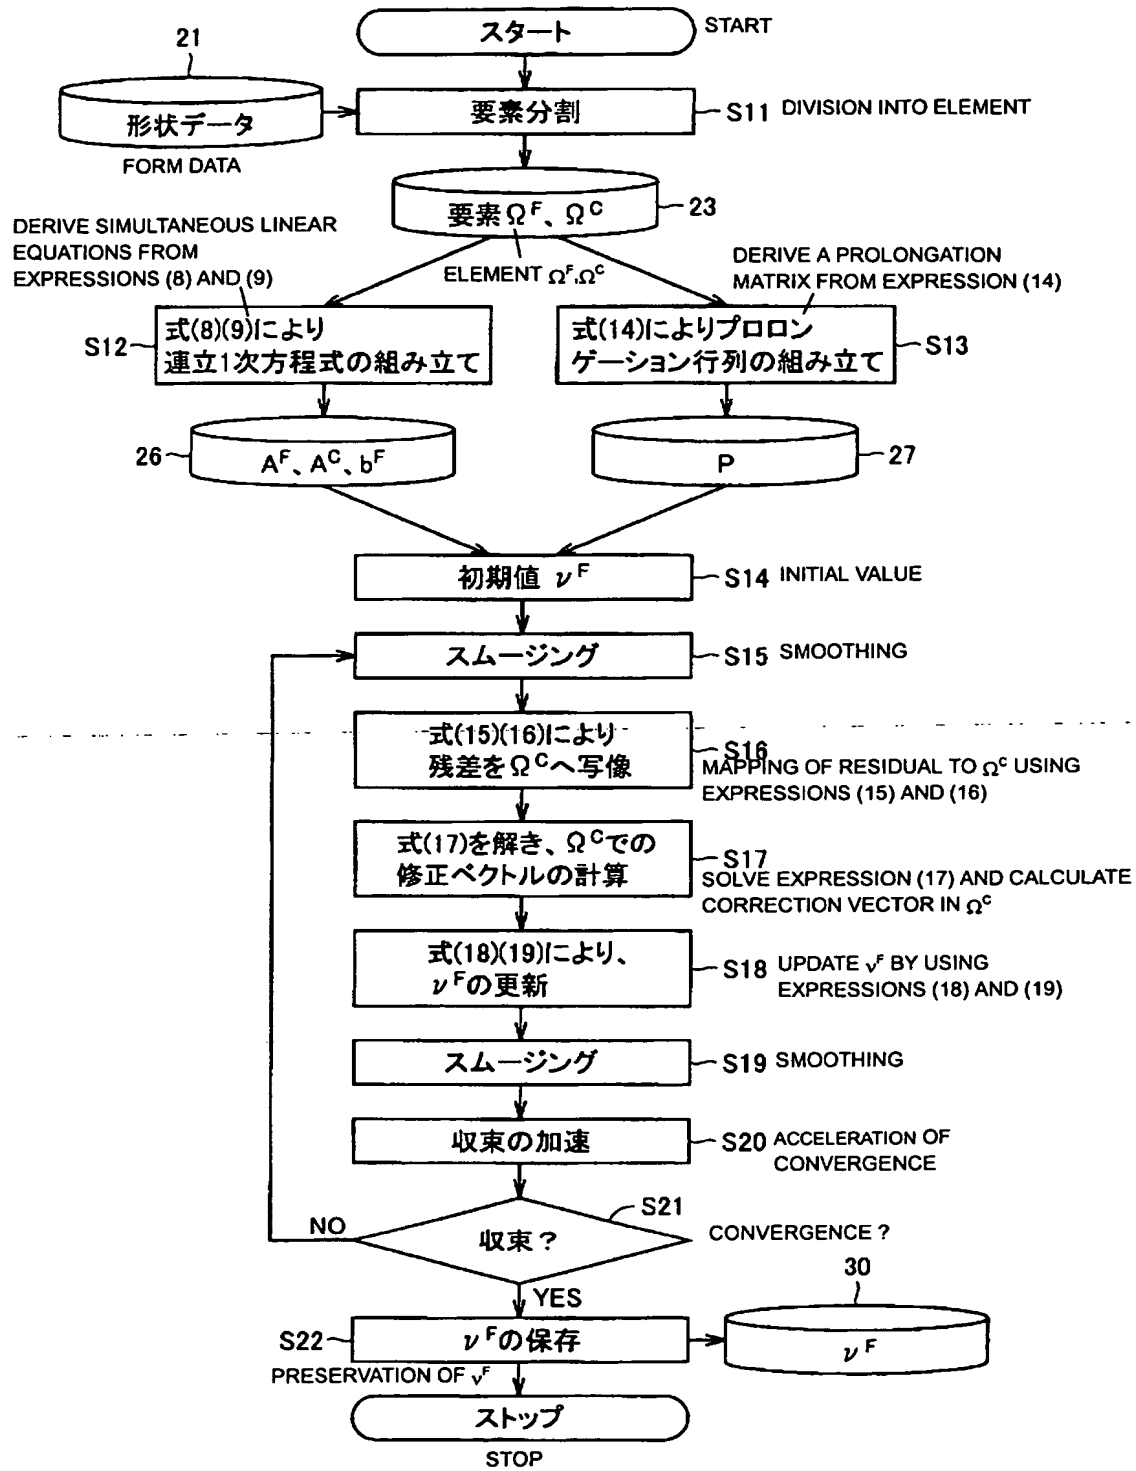 スタート
START
21
形状データ
FORM DATA
要素分割
S11 DIVISION INTO ELEMENT
要素Ω^F、Ω^C
23
ELEMENT Ω^F,Ω^C
DERIVE SIMULTANEOUS LINEAR
EQUATIONS FROM
EXPRESSIONS (8) AND (9)
DERIVE A PROLONGATION
MATRIX FROM EXPRESSION (14)
S12
式(8)(9)により
連立1次方程式の組み立て
式(14)によりプロロン
ゲーション行列の組み立て
S13
26
A^F、A^C、b^F
P
27
初期値 ν^F
S14 INITIAL VALUE
スムージング
S15 SMOOTHING
式(15)(16)により
残差をΩ^Cへ写像
S16
MAPPING OF RESIDUAL TO Ω^C USING
EXPRESSIONS (15) AND (16)
式(17)を解き、Ω^Cでの
修正ベクトルの計算
S17
SOLVE EXPRESSION (17) AND CALCULATE
CORRECTION VECTOR IN Ω^C
式(18)(19)により、
ν^Fの更新
S18 UPDATE ν^F BY USING
EXPRESSIONS (18) AND (19)
スムージング
S19 SMOOTHING
収束の加速
S20 ACCELERATION OF
CONVERGENCE
S21
NO
収束?
CONVERGENCE ?
YES
30
S22
ν^Fの保存
ν^F
PRESERVATION OF ν^F
ストップ
STOP